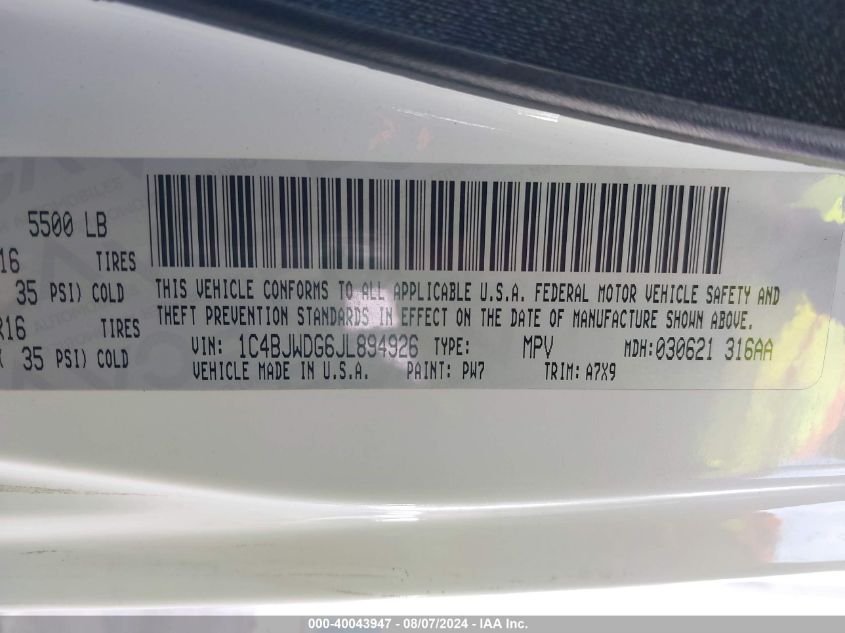 5500 LB
16 TIRES
35 PSI) COLD
R16 TIRES
35 PSI) COLD
THIS VEHICLE CONFORMS TO ALL APPLICABLE U.S.A. FEDERAL MOTOR VEHICLE SAFETY AND
THEFT PREVENTION STANDARDS IN EFFECT ON THE DATE OF MANUFACTURE SHOWN ABOVE.
VIN: 1C4BJWDG6JL894926 TYPE: MPV MDH: 030621 316AA
VEHICLE MADE IN U.S.A. PAINT: PW7 TRIM: A7X9
000-40043947 - 08/07/2024 - IAA Inc.